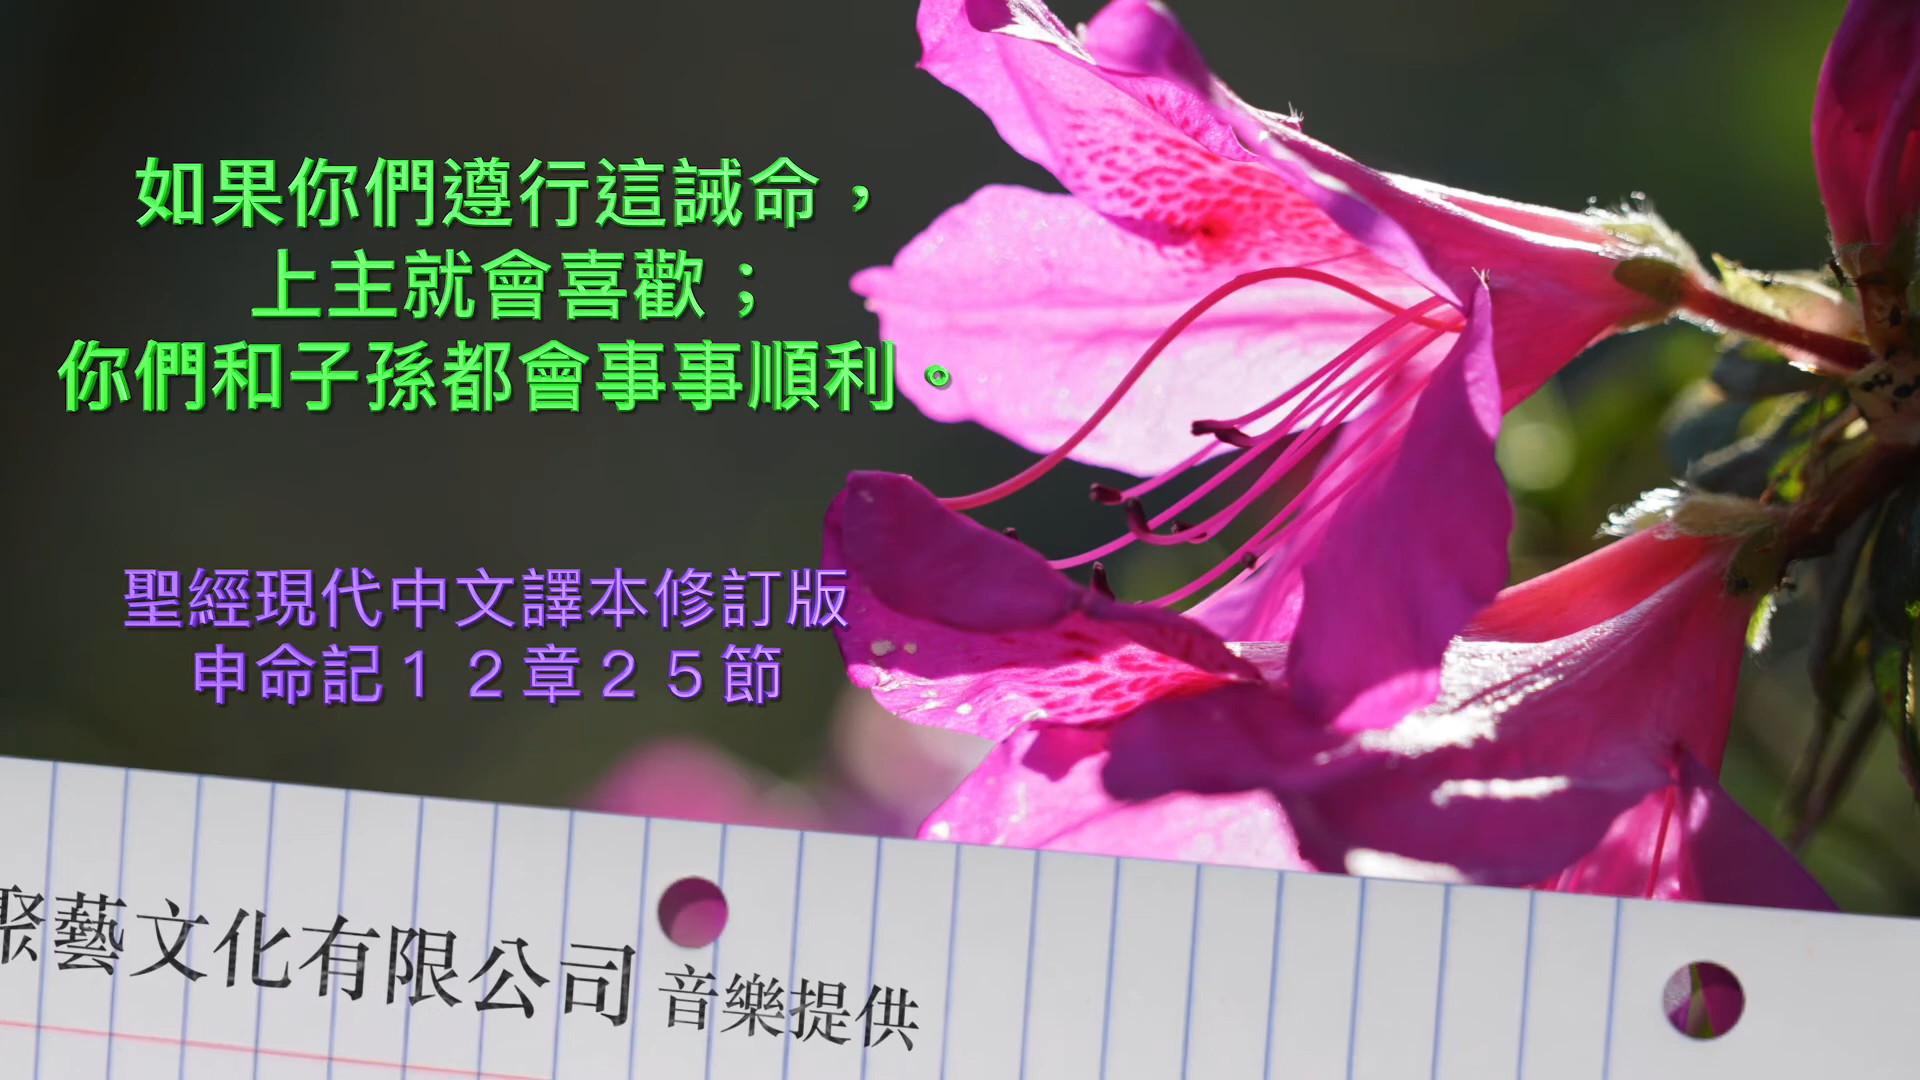 如果你們遵行這誡命，
上主就會喜歡；
你們和子孫都會事事順利。
聖經現代中文譯本修訂版
申命記１２章２５節
聚藝文化有限公司 音樂提供